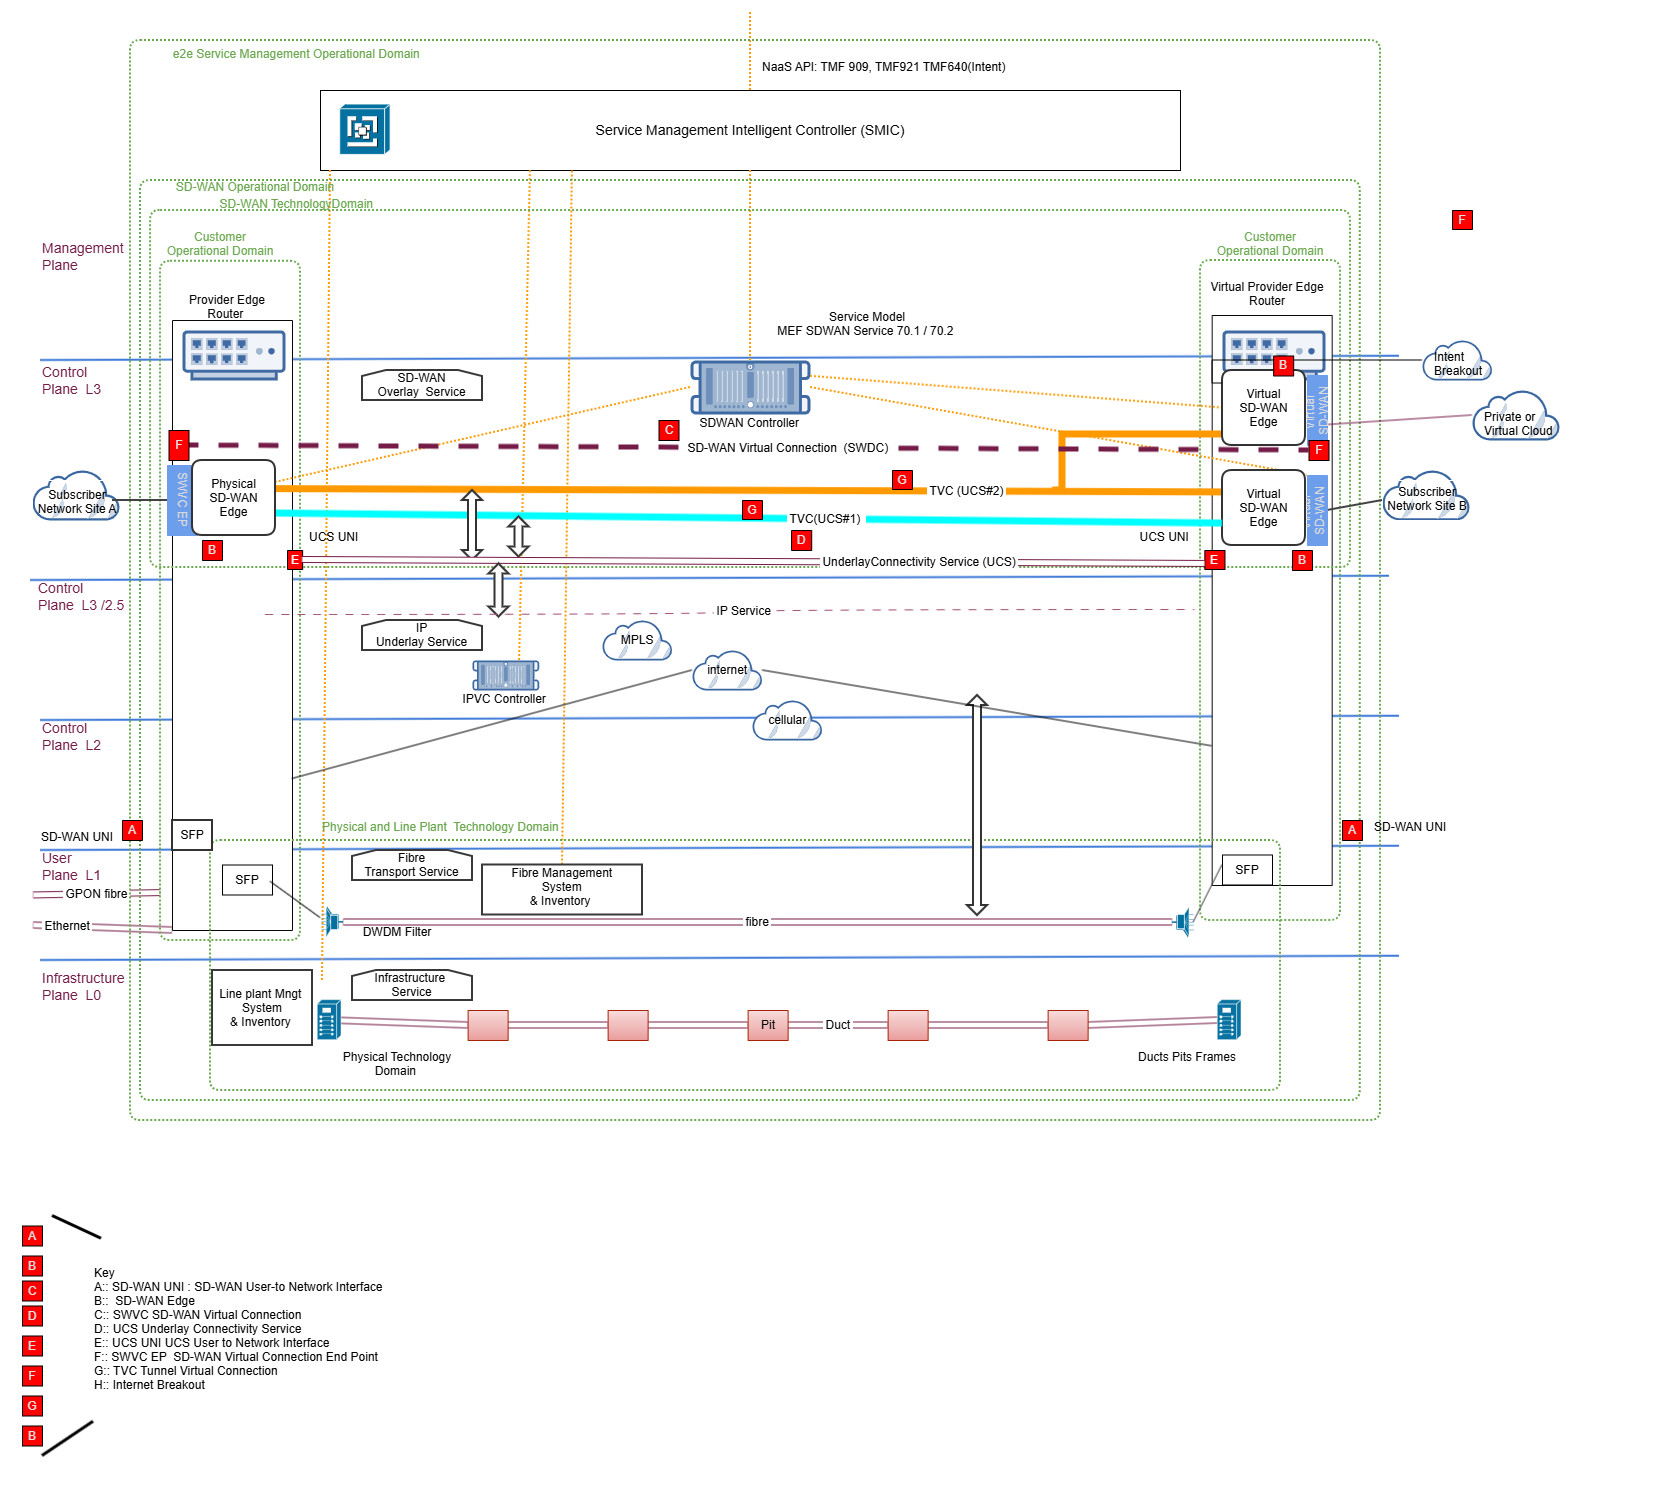 e2e Service Management Operational Domain
NaaS API: TMF 909, TMF921 TMF640(Intent)
Service Management Intelligent Controller (SMIC)
SD-WAN Operational Domain
SD-WAN TechnologyDomain
F
Management
Plane
Customer
Operational Domain
Customer
Operational Domain
Provider Edge
Router
Virtual Provider Edge
Router
Service Model
MEF SDWAN Service 70.1 / 70.2
Control
Plane L3
SD-WAN
Overlay Service
SDWAN Controller
B
Intent
Breakout
Virtual
SD-WAN
Edge
Virtual
SD-WAN
Private or
Virtual Cloud
F
C
SD-WAN Virtual Connection (SWDC)
F
Subscriber
Network Site A
SWVC EP
Physical
SD-WAN
Edge
G
TVC (UCS#2)
G
TVC(UCS#1)
D
Virtual
SD-WAN
Edge
Virtual
SD-WAN
Subscriber
Network Site B
B
UCS UNI
UCS UNI
E
UnderlayConnectivity Service (UCS)
E
B
Control
Plane L3 /2.5
IP Service
IP
Underlay Service
MPLS
internet
IPVC Controller
cellular
Control
Plane L2
SD-WAN UNI
A
SFP
Physical and Line Plant Technology Domain
A
SD-WAN UNI
User
Plane L1
Fibre
Transport Service
SFP
Fibre Management
System
& Inventory
SFP
GPON fibre
Ethernet
DWDM Filter
fibre
Infrastructure
Plane L0
Line plant Mngt
System
& Inventory
Infrastructure
Service
Pit
Duct
Physical Technology
Domain
Ducts Pits Frames
A
B
C
D
E
F
G
B
Key
A:: SD-WAN UNI : SD-WAN User-to Network Interface
B:: SD-WAN Edge
C:: SWVC SD-WAN Virtual Connection
D:: UCS Underlay Connectivity Service
E:: UCS UNI UCS User to Network Interface
F:: SWVC EP SD-WAN Virtual Connection End Point
G:: TVC Tunnel Virtual Connection
H:: Internet Breakout